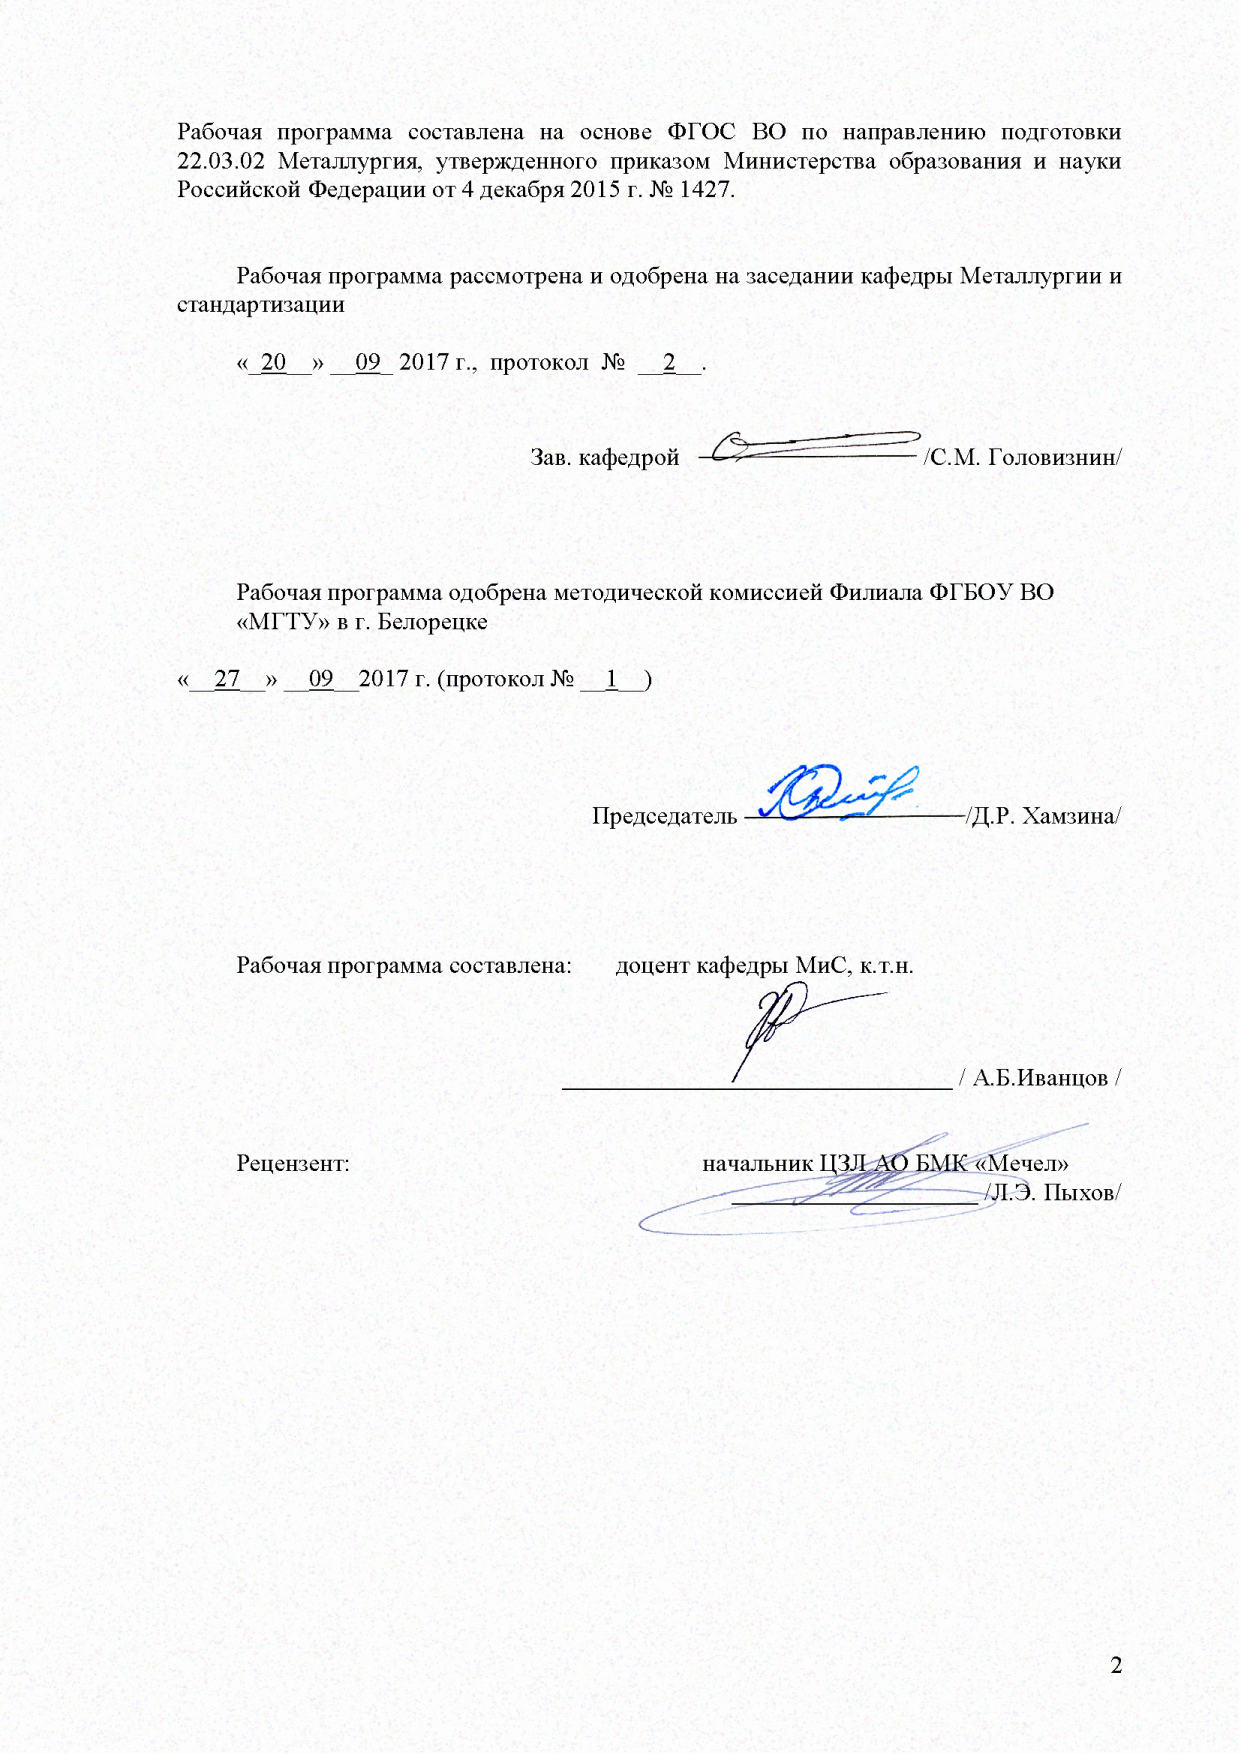 Рабочая программа составлена на основе ФГОС ВО по направлению подготовки
22.03.02 Металлургия, утвержденного приказом Министерства образования и науки
Российской Федерации от 4 декабря 2015 г. № 1427.
Рабочая программа рассмотрена и одобрена на заседании кафедры Металлургии и
стандартизации
«_20__» __09_ 2017 г., протокол № __2__.
Зав. кафедрой /С.М. Головизнин/
Рабочая программа одобрена методической комиссией Филиала ФГБОУ ВО
«МГТУ» в г. Белорецке
«__27__» __09__2017 г. (протокол № __1__)
Председатель /Д.Р. Хамзина/
Рабочая программа составлена: доцент кафедры МиС, к.т.н.
/ А.Б.Иванцов /
Рецензент: начальник ЦЗЛ АО БМК «Мечел»
/Л.Э. Пыхов/
2